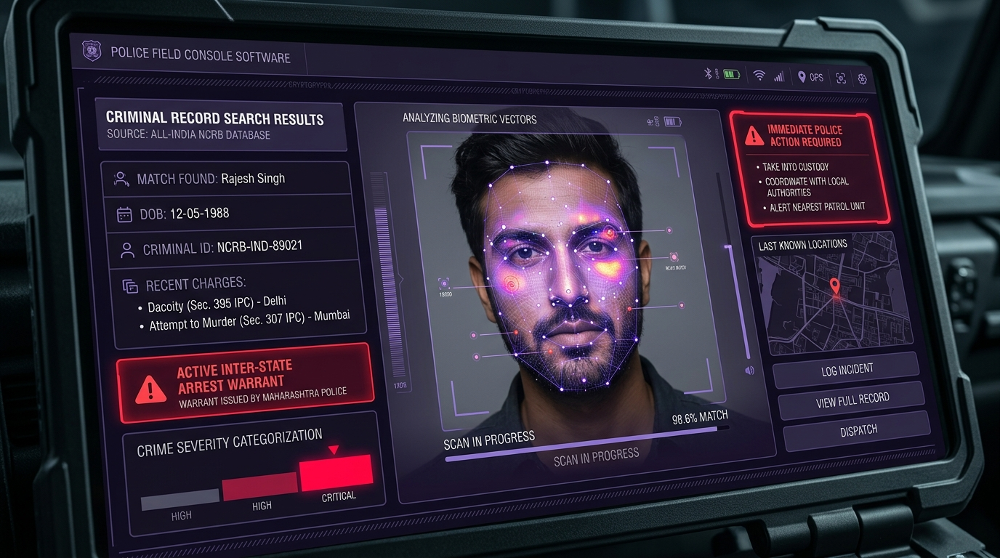 POLICE FIELD CONSOLE SOFTWARE
OPS
CRIMINAL RECORD SEARCH RESULTS
SOURCE: ALL-INDIA NCRB DATABASE
MATCH FOUND: Rajesh Singh
DOB: 12-05-1988
CRIMINAL ID: NCRB-IND-89021
RECENT CHARGES:
• Dacoity (Sec. 395 IPC) - Delhi
• Attempt to Murder (Sec. 307 IPC) - Mumbai
ACTIVE INTER-STATE
ARREST WARRANT
WARRANT ISSUED BY MAHARASHTRA POLICE
CRIME SEVERITY CATEGORIZATION
HIGH
HIGH
CRITICAL
ANALYZING BIOMETRIC VECTORS
98.6% MATCH
SCAN IN PROGRESS
SCAN IN PROGRESS
IMMEDIATE POLICE
ACTION REQUIRED
• TAKE INTO CUSTODY
• COORDINATE WITH LOCAL
AUTHORITIES
• ALERT NEAREST PATROL UNIT
LAST KNOWN LOCATIONS
LOG INCIDENT
VIEW FULL RECORD
DISPATCH